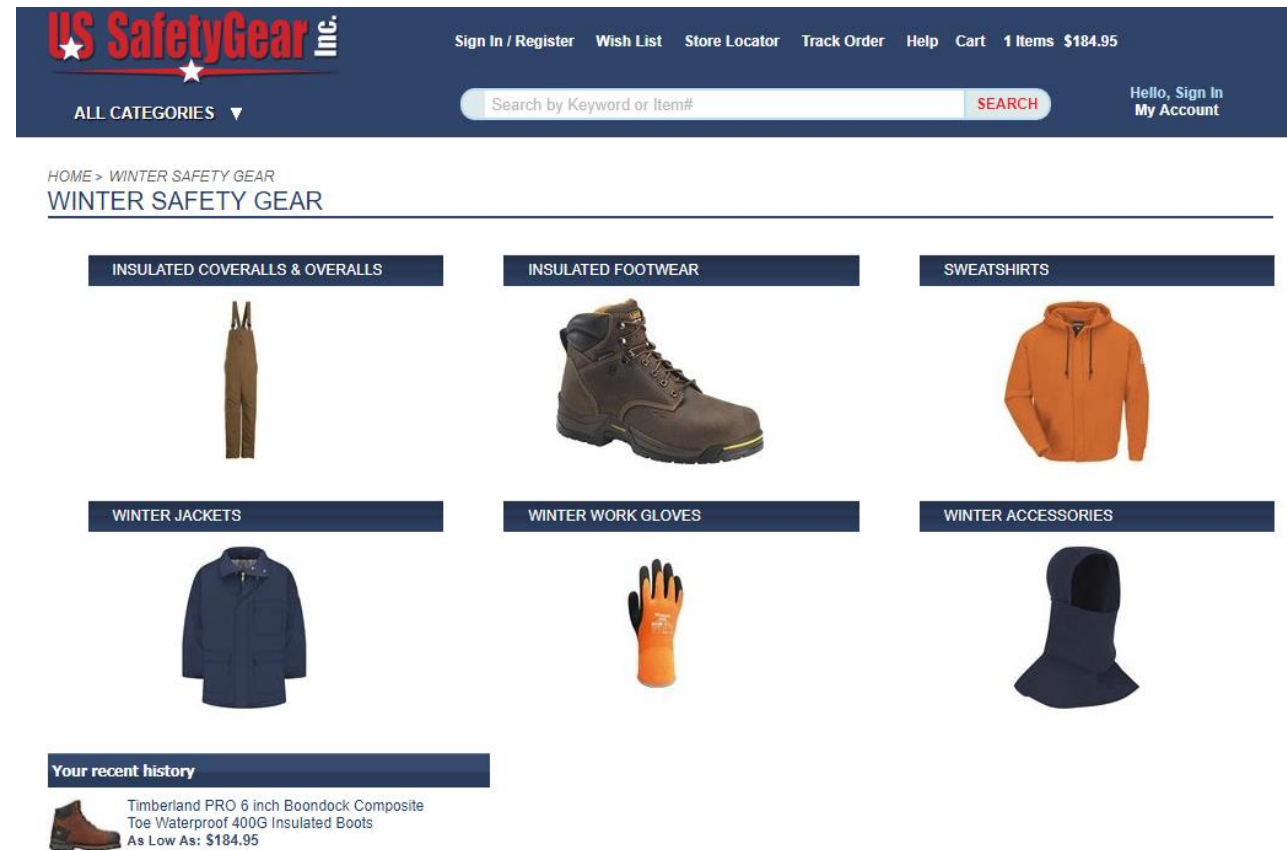 US SafetyGear Inc.
Sign In / Register Wish List Store Locator Track Order Help Cart 1 Items $184.95
ALL CATEGORIES ▼
Search by Keyword or Item#
SEARCH
Hello, Sign In
My Account
HOME > WINTER SAFETY GEAR
WINTER SAFETY GEAR
INSULATED COVERALLS & OVERALLS
INSULATED FOOTWEAR
SWEATSHIRTS
WINTER JACKETS
WINTER WORK GLOVES
WINTER ACCESSORIES
Your recent history
Timberland PRO 6 inch Boondock Composite
Toe Waterproof 400G Insulated Boots
As Low As: $184.95